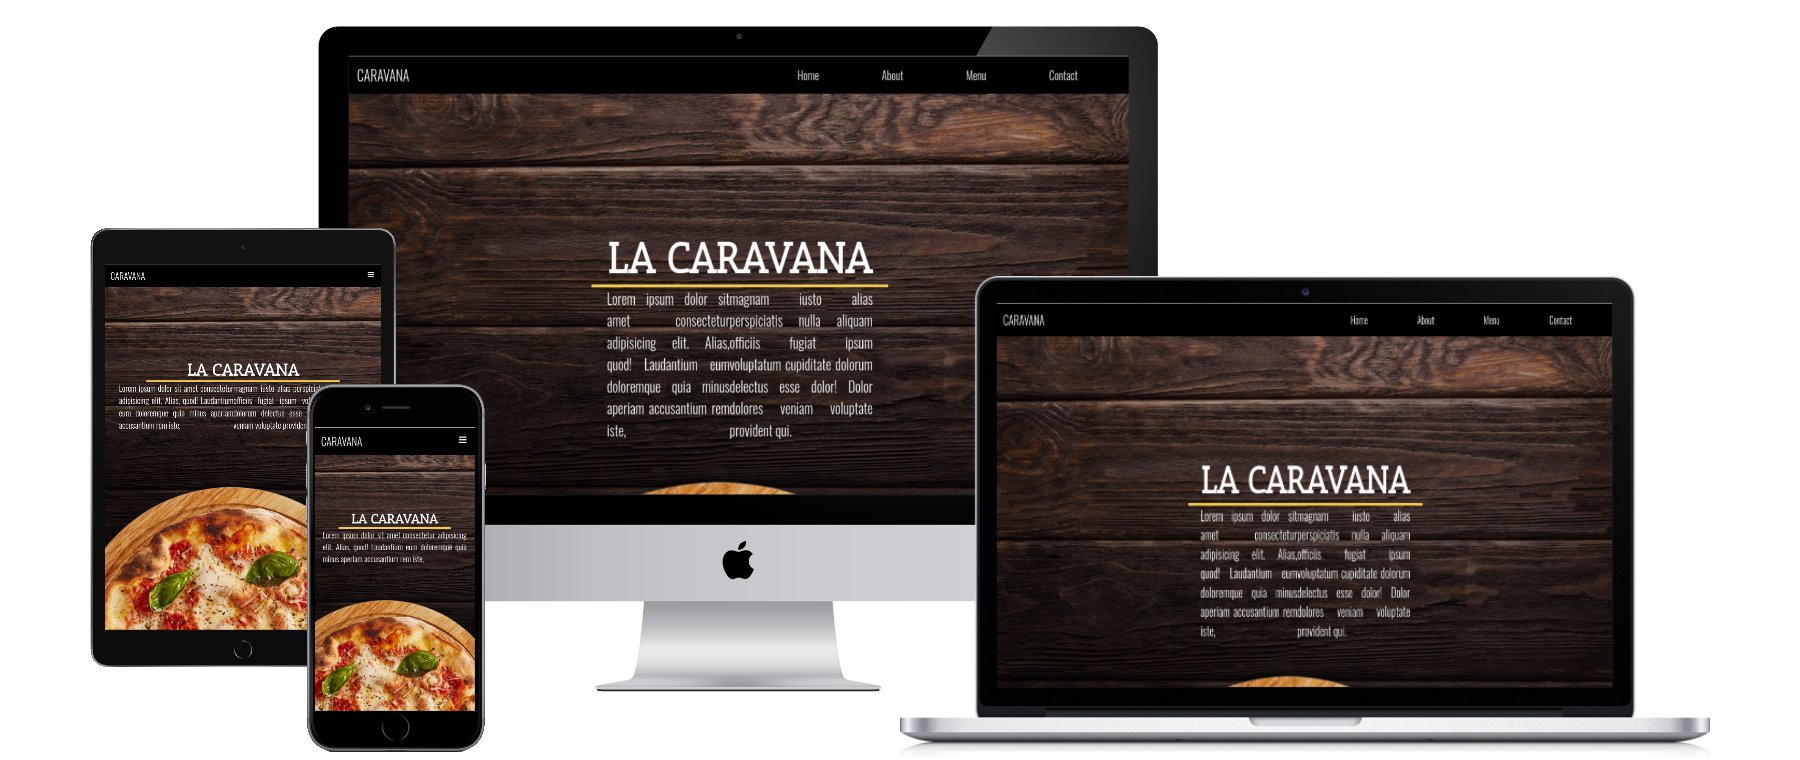 CARAVANA
Home About Menu Contact
LA CARAVANA
Lorem ipsum dolor sitmagnam iusto alias
amet consecteturperspiciatis nulla aliquam
adipisicing elit. Alias,officiis fugiat ipsum
quod! Laudantium eumvoluptatum cupiditate dolorum
doloremque quia minusdelectus esse dolor! Dolor
aperiam accusantium remdolores veniam voluptate
iste, provident qui.
CARAVANA
LA CARAVANA
Lorem ipsum dolor sit amet consecteturmagnam iusto alias
adipisicing elit. Alias, quod! Laudantiumofficiis fugiat ipsum
eum doloremque quia minus aperiamdolorum delectus esse
accusantium rem iste, veniam voluptate
CARAVANA
LA CARAVANA
Lorem ipsum dolor sit amet consectetur adipisicing
elit. Alias, quod! Laudantium eum doloremque quia
minus aperiam accusantium rem iste,
CARAVANA
Home About Menu Contact
LA CARAVANA
Lorem ipsum dolor sitmagnam iusto alias
amet consecteturperspiciatis nulla aliquam
adipisicing elit. Alias,officiis fugiat ipsum
quod! Laudantium eumvoluptatum cupiditate dolorum
doloremque quia minusdelectus esse dolor! Dolor
aperiam accusantium remdolores veniam voluptate
iste, provident qui.